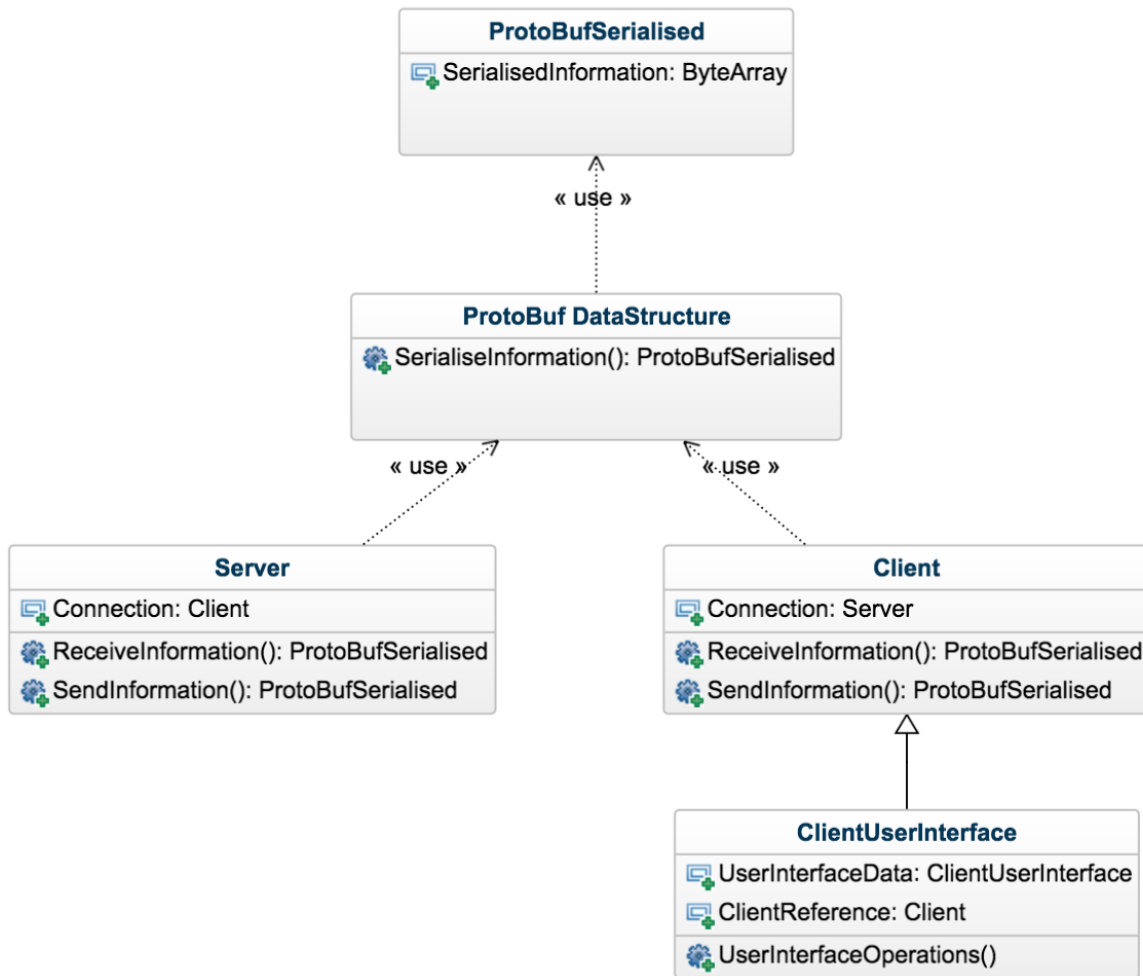 ProtoBufSerialised
SerialisedInformation: ByteArray
« use »
ProtoBuf DataStructure
SerialiseInformation(): ProtoBufSerialised
« use »
« use »
Server
Connection: Client
ReceiveInformation(): ProtoBufSerialised
SendInformation(): ProtoBufSerialised
Client
Connection: Server
ReceiveInformation(): ProtoBufSerialised
SendInformation(): ProtoBufSerialised
ClientUserInterface
UserInterfaceData: ClientUserInterface
ClientReference: Client
UserInterfaceOperations()